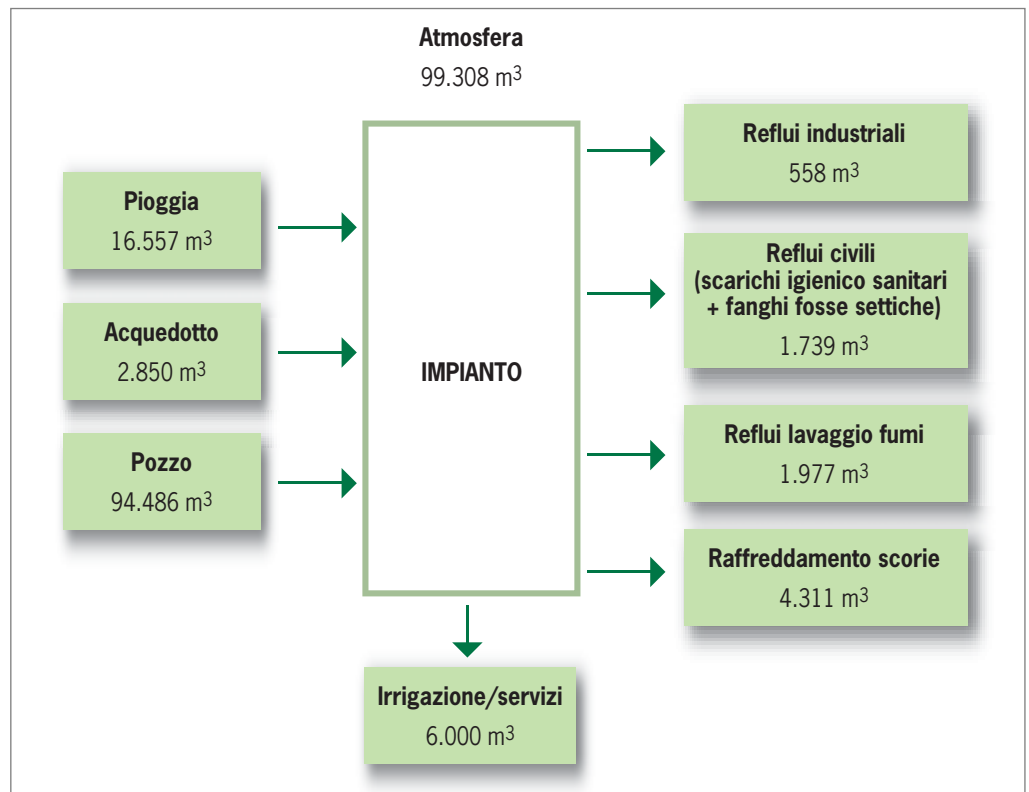 Atmosfera
99.308 m³
Pioggia
16.557 m³
Acquedotto
2.850 m³
Pozzo
94.486 m³
IMPIANTO
Reflui industriali
558 m³
Reflui civili
(scarichi igienico sanitari
+ fanghi fosse settiche)
1.739 m³
Reflui lavaggio fumi
1.977 m³
Raffreddamento scorie
4.311 m³
Irrigazione/servizi
6.000 m³